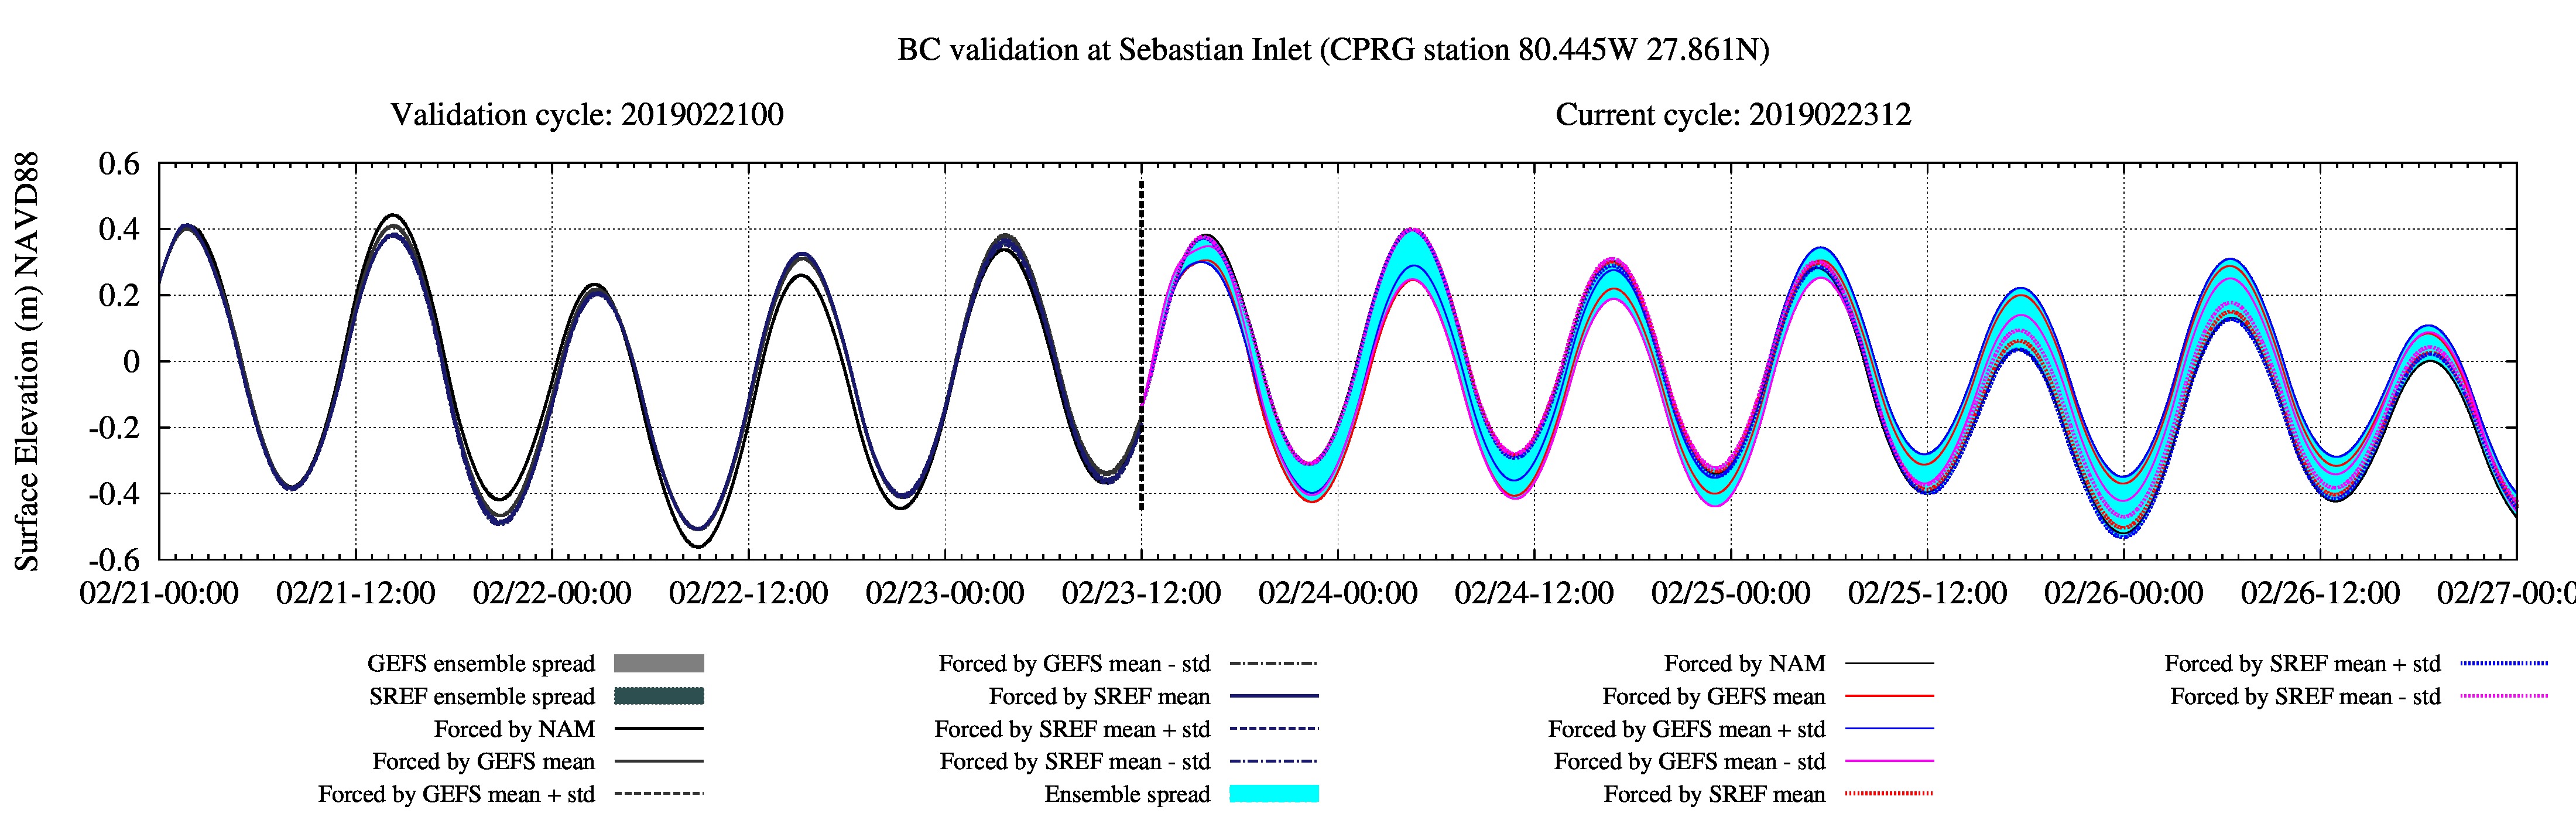 BC validation at Sebastian Inlet (CPRG station 80.445W 27.861N)
Validation cycle: 2019022100
Current cycle: 2019022312
Surface Elevation (m) NAVD88
0.6
0.4
0.2
0
-0.2
-0.4
-0.6
02/21-00:00 02/21-12:00 02/22-00:00 02/22-12:00 02/23-00:00 02/23-12:00 02/24-00:00 02/24-12:00 02/25-00:00 02/25-12:00 02/26-00:00 02/26-12:00 02/27-00:0
GEFS ensemble spread
SREF ensemble spread
Forced by NAM
Forced by GEFS mean
Forced by GEFS mean + std
Forced by GEFS mean - std
Forced by SREF mean
Forced by SREF mean + std
Forced by SREF mean - std
Ensemble spread
Forced by NAM
Forced by GEFS mean
Forced by GEFS mean + std
Forced by GEFS mean - std
Forced by SREF mean
Forced by SREF mean + std
Forced by SREF mean - std